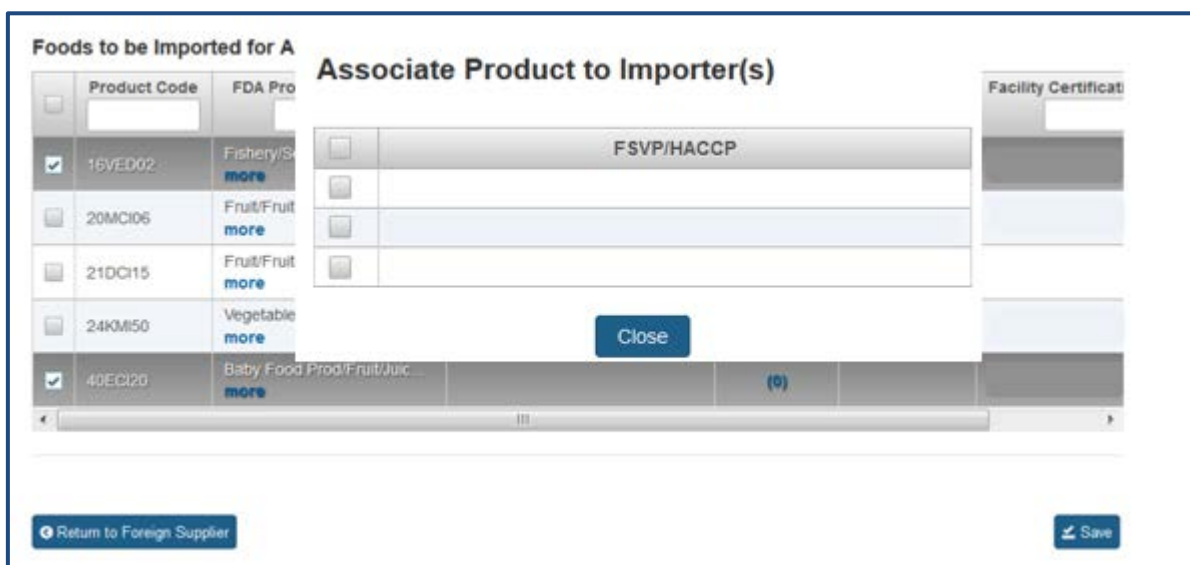 Foods to be Imported for A
Associate Product to Importer(s)
Product Code FDA Pro Facility Certificati
FSVP/HACCP
16VED02 Fishery/Se
more
20MCI06 Fruit/Fruit
more
21DCI15 Fruit/Fruit
more
24KMI50 Vegetable
more
Close
40ECI20 Baby Food Prod/Fruit/Juic...
more (0)
Return to Foreign Supplier Save